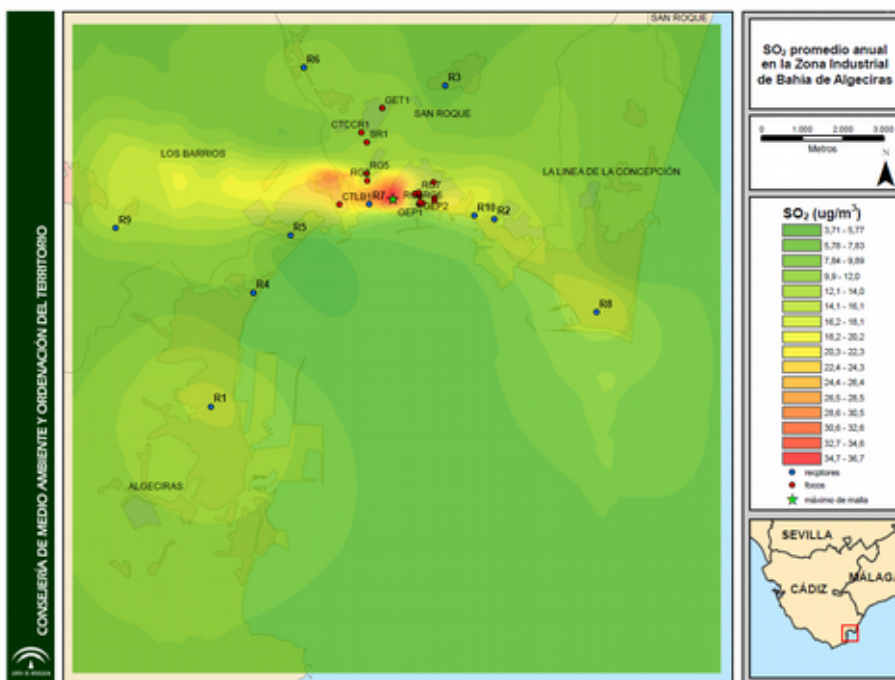 CONSEJERÍA DE MEDIO AMBIENTE Y ORDENACIÓN DEL TERRITORIO
SAN ROQUE
R6
R3
GET1
SAN ROQUE
CTCCR1
SR1
LOS BARRIOS
RG5
LA LINEA DE LA CONCEPCIÓN
RG7
CTLB1
R7
GEP1
GEP2
R10
R2
R9
R5
R4
R8
R1
ALGECIRAS
SO₂ promedio anual
en la Zona Industrial
de Bahía de Algeciras
0 1.000 2.000 3.000
Metros
N
SO₂ (ug/m³)
3,71 - 5,77
5,78 - 7,83
7,84 - 9,89
9,9 - 12,0
12,1 - 14,0
14,1 - 16,1
16,2 - 18,1
18,2 - 20,2
20,3 - 22,3
22,4 - 24,3
24,4 - 26,4
26,5 - 28,5
28,6 - 30,5
30,6 - 32,6
32,7 - 34,6
34,7 - 36,7
receptores
focos
máximo de malla
SEVILLA
MÁLAGA
CÁDIZ